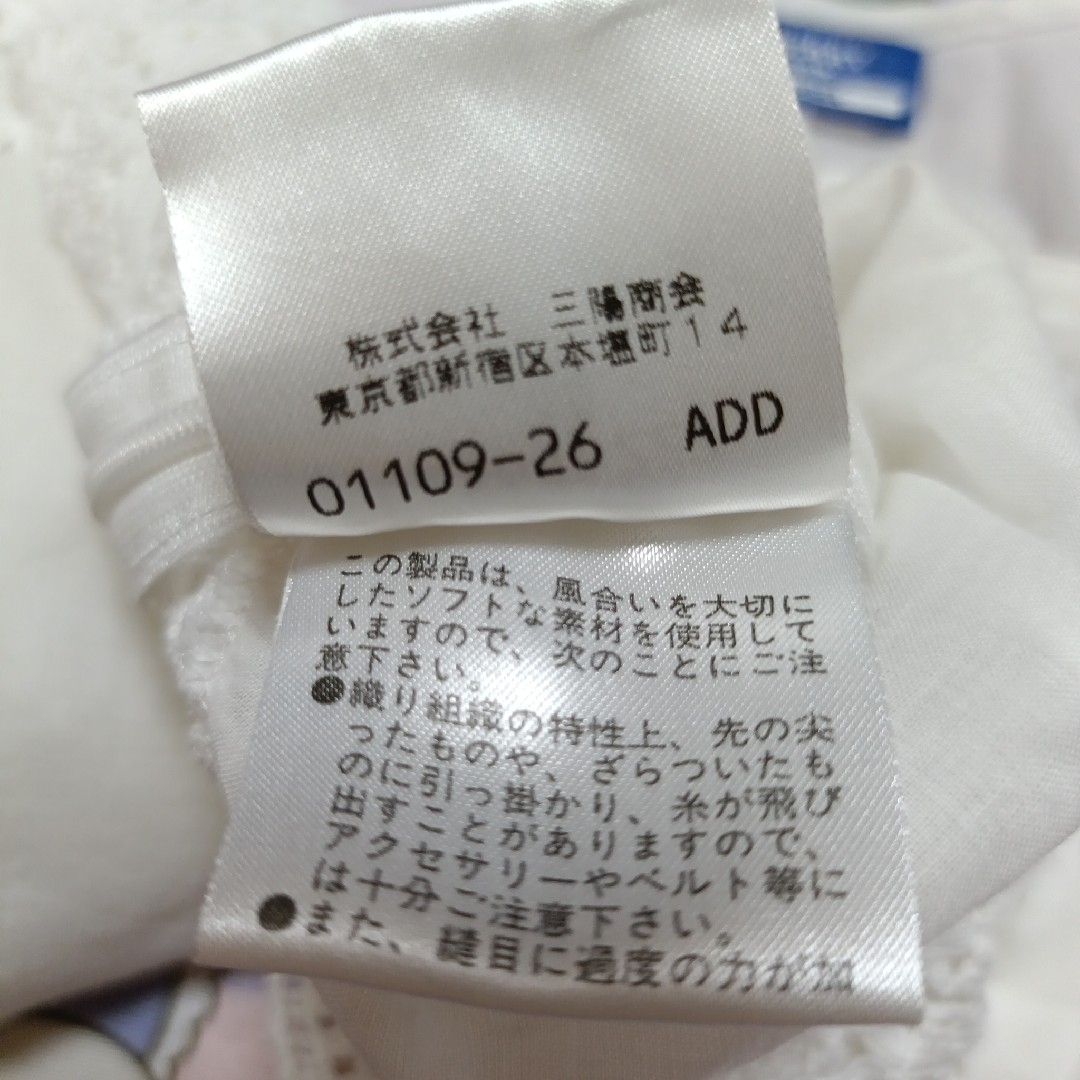 株式会社 三陽商会
東京都新宿区本塩町14
01109-26 ADD
この製品は、風合いを大切に
したソフトな素材を使用して
いますので、次のことにご注
意下さい。
●織り組織の特性上、先の尖
ったものや、ざらついたも
のに引っ掛かり、糸が飛び
出すことがありますので、
アクセサリーやベルト等に
は十分ご注意下さい。
●また、縫目に過度の力が加